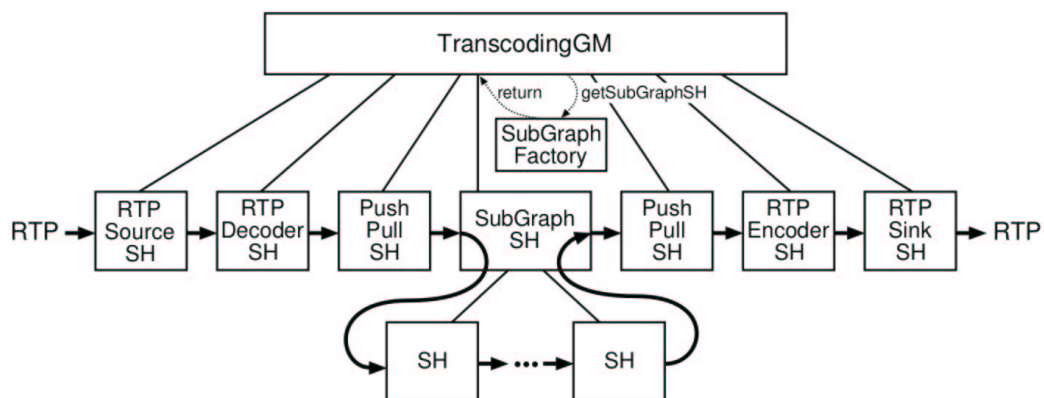 TranscodingGM
return
getSubGraphSH
SubGraph
Factory
RTP
RTP
Source
SH
RTP
Decoder
SH
Push
Pull
SH
SubGraph
SH
Push
Pull
SH
RTP
Encoder
SH
RTP
Sink
SH
RTP
SH
SH